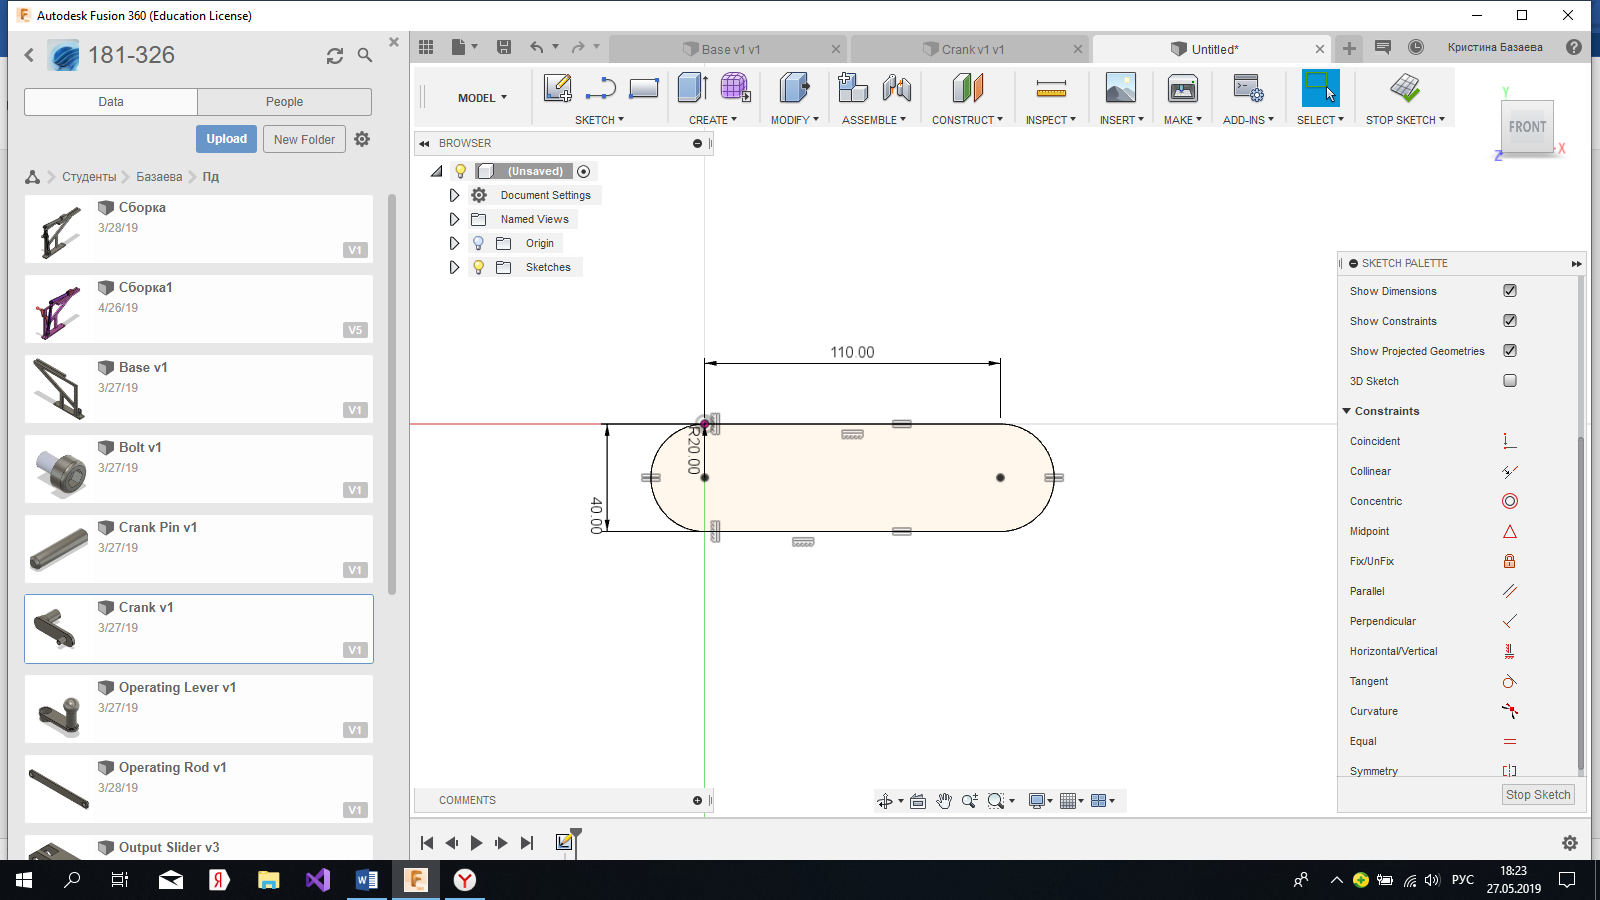 Autodesk Fusion 360 (Education License)
181-326
Data
People
Upload
New Folder
Студенты
Базаева
Пд
Сборка
3/28/19
V1
Сборка1
4/26/19
V5
Base v1
3/27/19
V1
Bolt v1
3/27/19
V1
Crank Pin v1
3/27/19
V1
Crank v1
3/27/19
V1
Operating Lever v1
3/27/19
V1
Operating Rod v1
3/28/19
V1
Output Slider v3
Base v1 v1
Crank v1 v1
Untitled*
Кристина Базаева
MODEL
SKETCH
CREATE
MODIFY
ASSEMBLE
CONSTRUCT
INSPECT
INSERT
MAKE
ADD-INS
SELECT
STOP SKETCH
BROWSER
(Unsaved)
Document Settings
Named Views
Origin
Sketches
Y
FRONT
Z
X
110.00
R20.00
40.00
SKETCH PALETTE
Show Dimensions
Show Constraints
Show Projected Geometries
3D Sketch
Constraints
Coincident
Collinear
Concentric
Midpoint
Fix/UnFix
Parallel
Perpendicular
Horizontal/Vertical
Tangent
Curvature
Equal
Symmetry
Stop Sketch
COMMENTS
РУС
18:23
27.05.2019